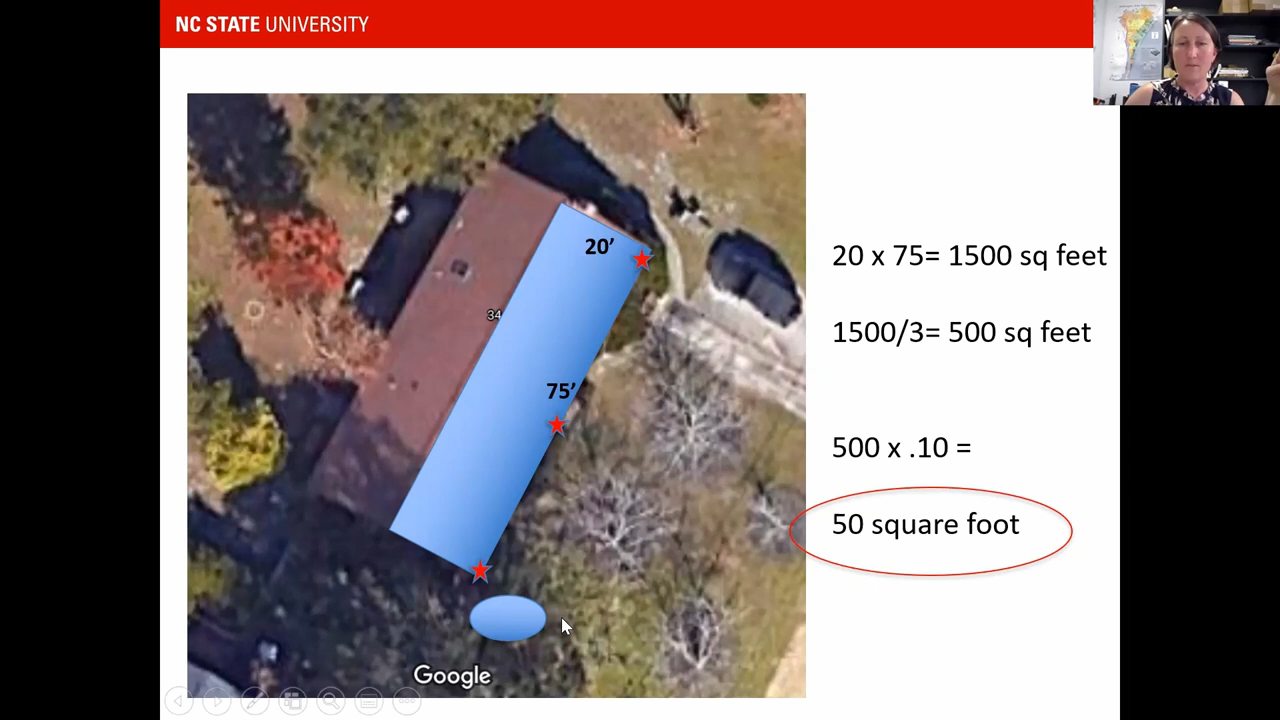 NC STATE UNIVERSITY
20’
34
75’
Google
20 x 75= 1500 sq feet
1500/3= 500 sq feet
500 x .10 =
50 square foot